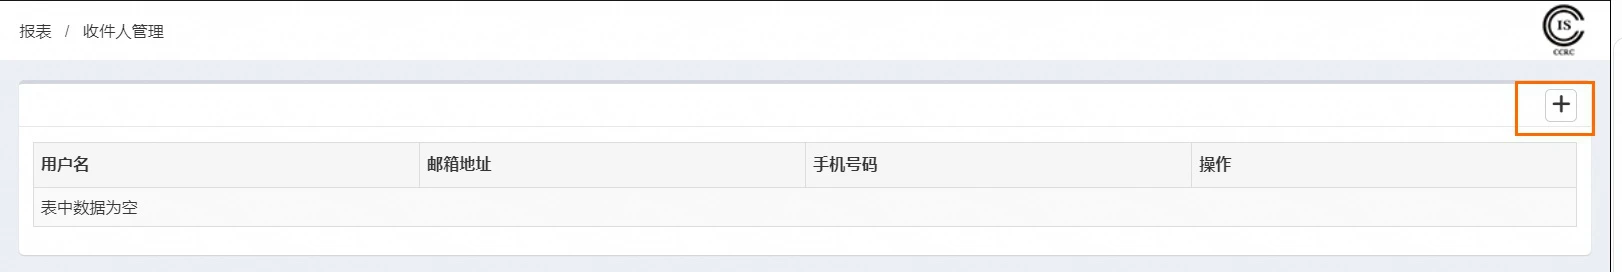 报表 / 收件人管理
IS
CCRC
用户名 邮箱地址 手机号码 操作
表中数据为空